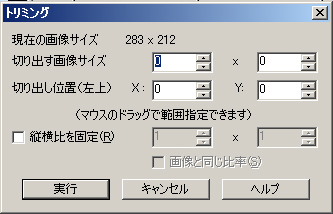 トリミング
現在の画像サイズ 283 x 212
切り出す画像サイズ 0 x 0
切り出し位置(左上) X: 0 Y: 0
(マウスのドラッグで範囲指定できます)
縦横比を固定(R) 1 x 1
画像と同じ比率(S)
実行 キャンセル ヘルプ